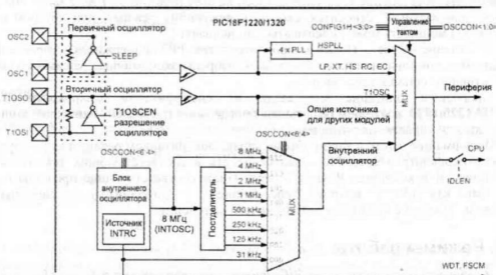 PIC18F1220/1320
CONFIG1H<3:0>
Управление
тактом
OSCCON<1:0>
OSC2
Первичный осциллятор
SLEEP
4 x PLL
HSPLL
OSC1
LP, XT, HS, RC, EC
T1OSO
Вторичный осциллятор
T1OSC
MUX
Периферия
T1OSCEN
разрешение
осциллятора
Опция источника
для других модулей
T1OSI
OSCCON<6:4>
OSCCON<6:4>
Внутренний
осциллятор
CPU
IDLEN
Блок
внутреннего
осциллятора
Источник
INTRC
8 МГц
(INTOSC)
Постделитель
8 MHz
4 MHz
2 MHz
1 MHz
500 kHz
250 kHz
125 kHz
31 kHz
MUX
WDT, FSCM